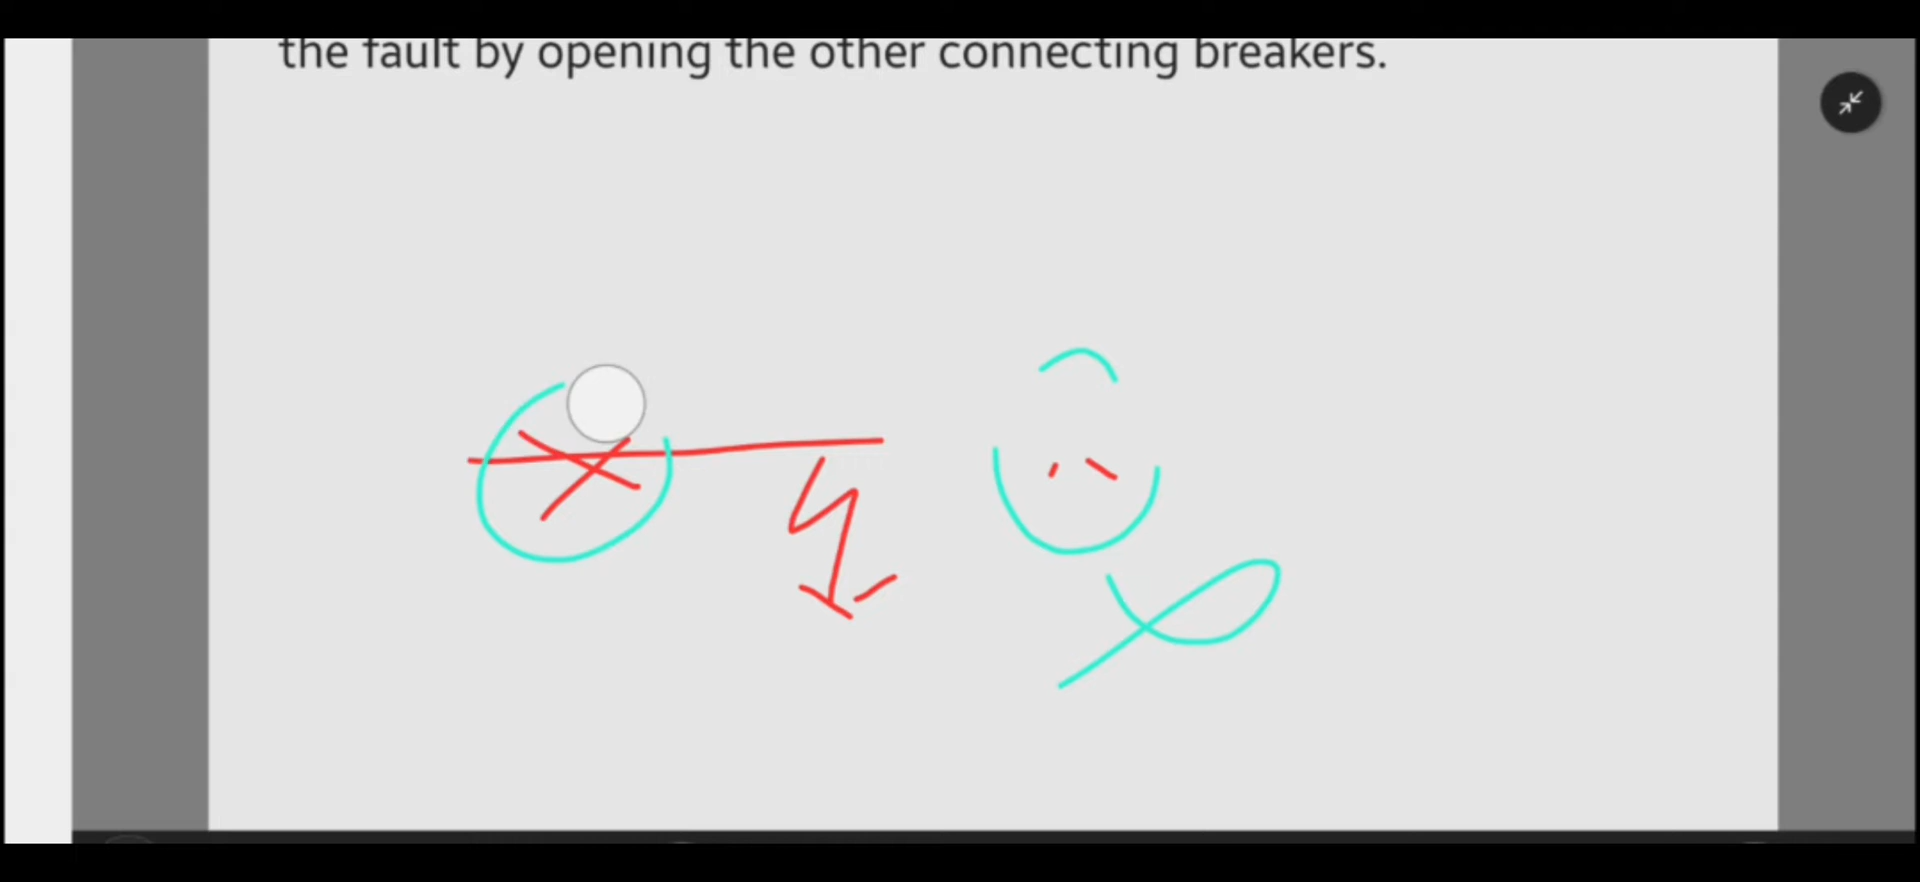 the fault by opening the other connecting breakers.